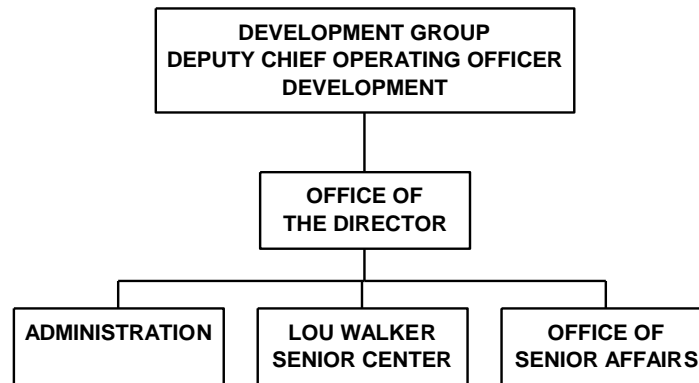 DEVELOPMENT GROUP
DEPUTY CHIEF OPERATING OFFICER
DEVELOPMENT
OFFICE OF
THE DIRECTOR
ADMINISTRATION
LOU WALKER
SENIOR CENTER
OFFICE OF
SENIOR AFFAIRS